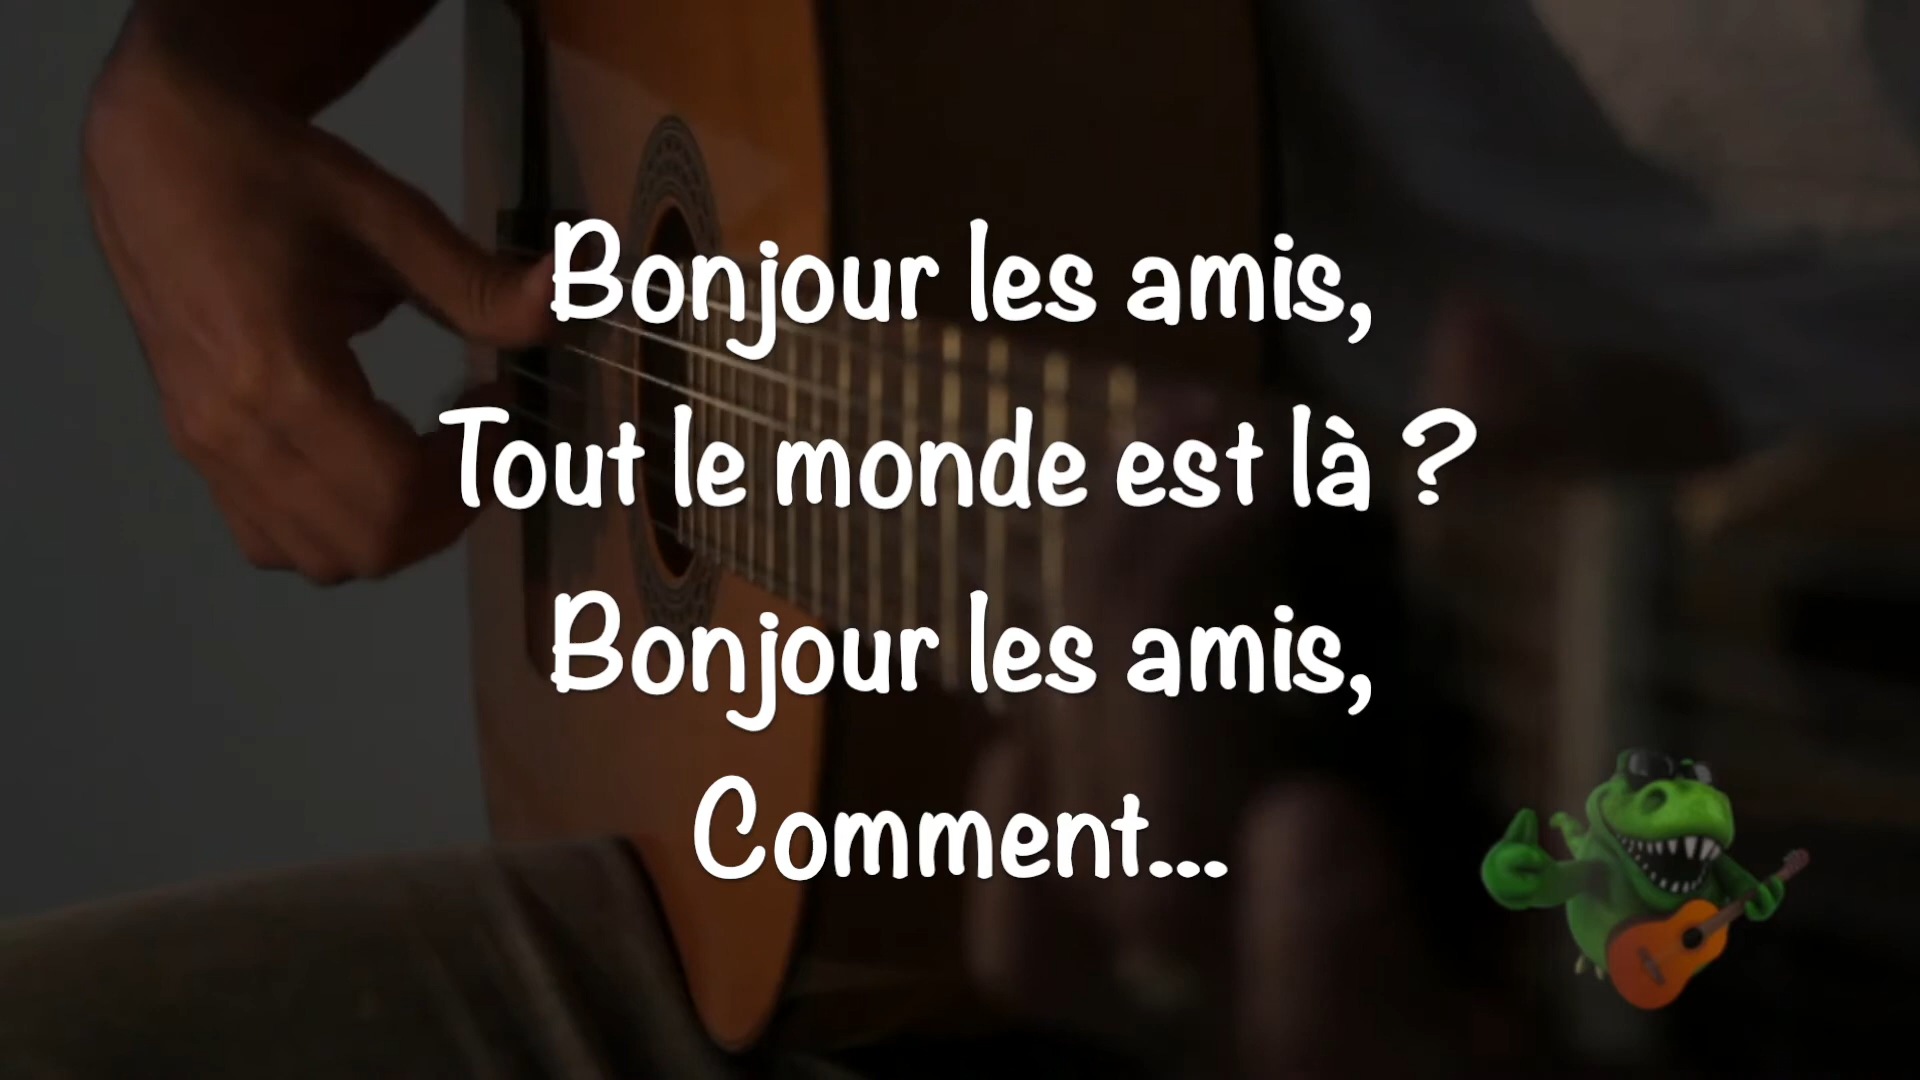 Bonjour les amis,
Tout le monde est là ?
Bonjour les amis,
Comment...